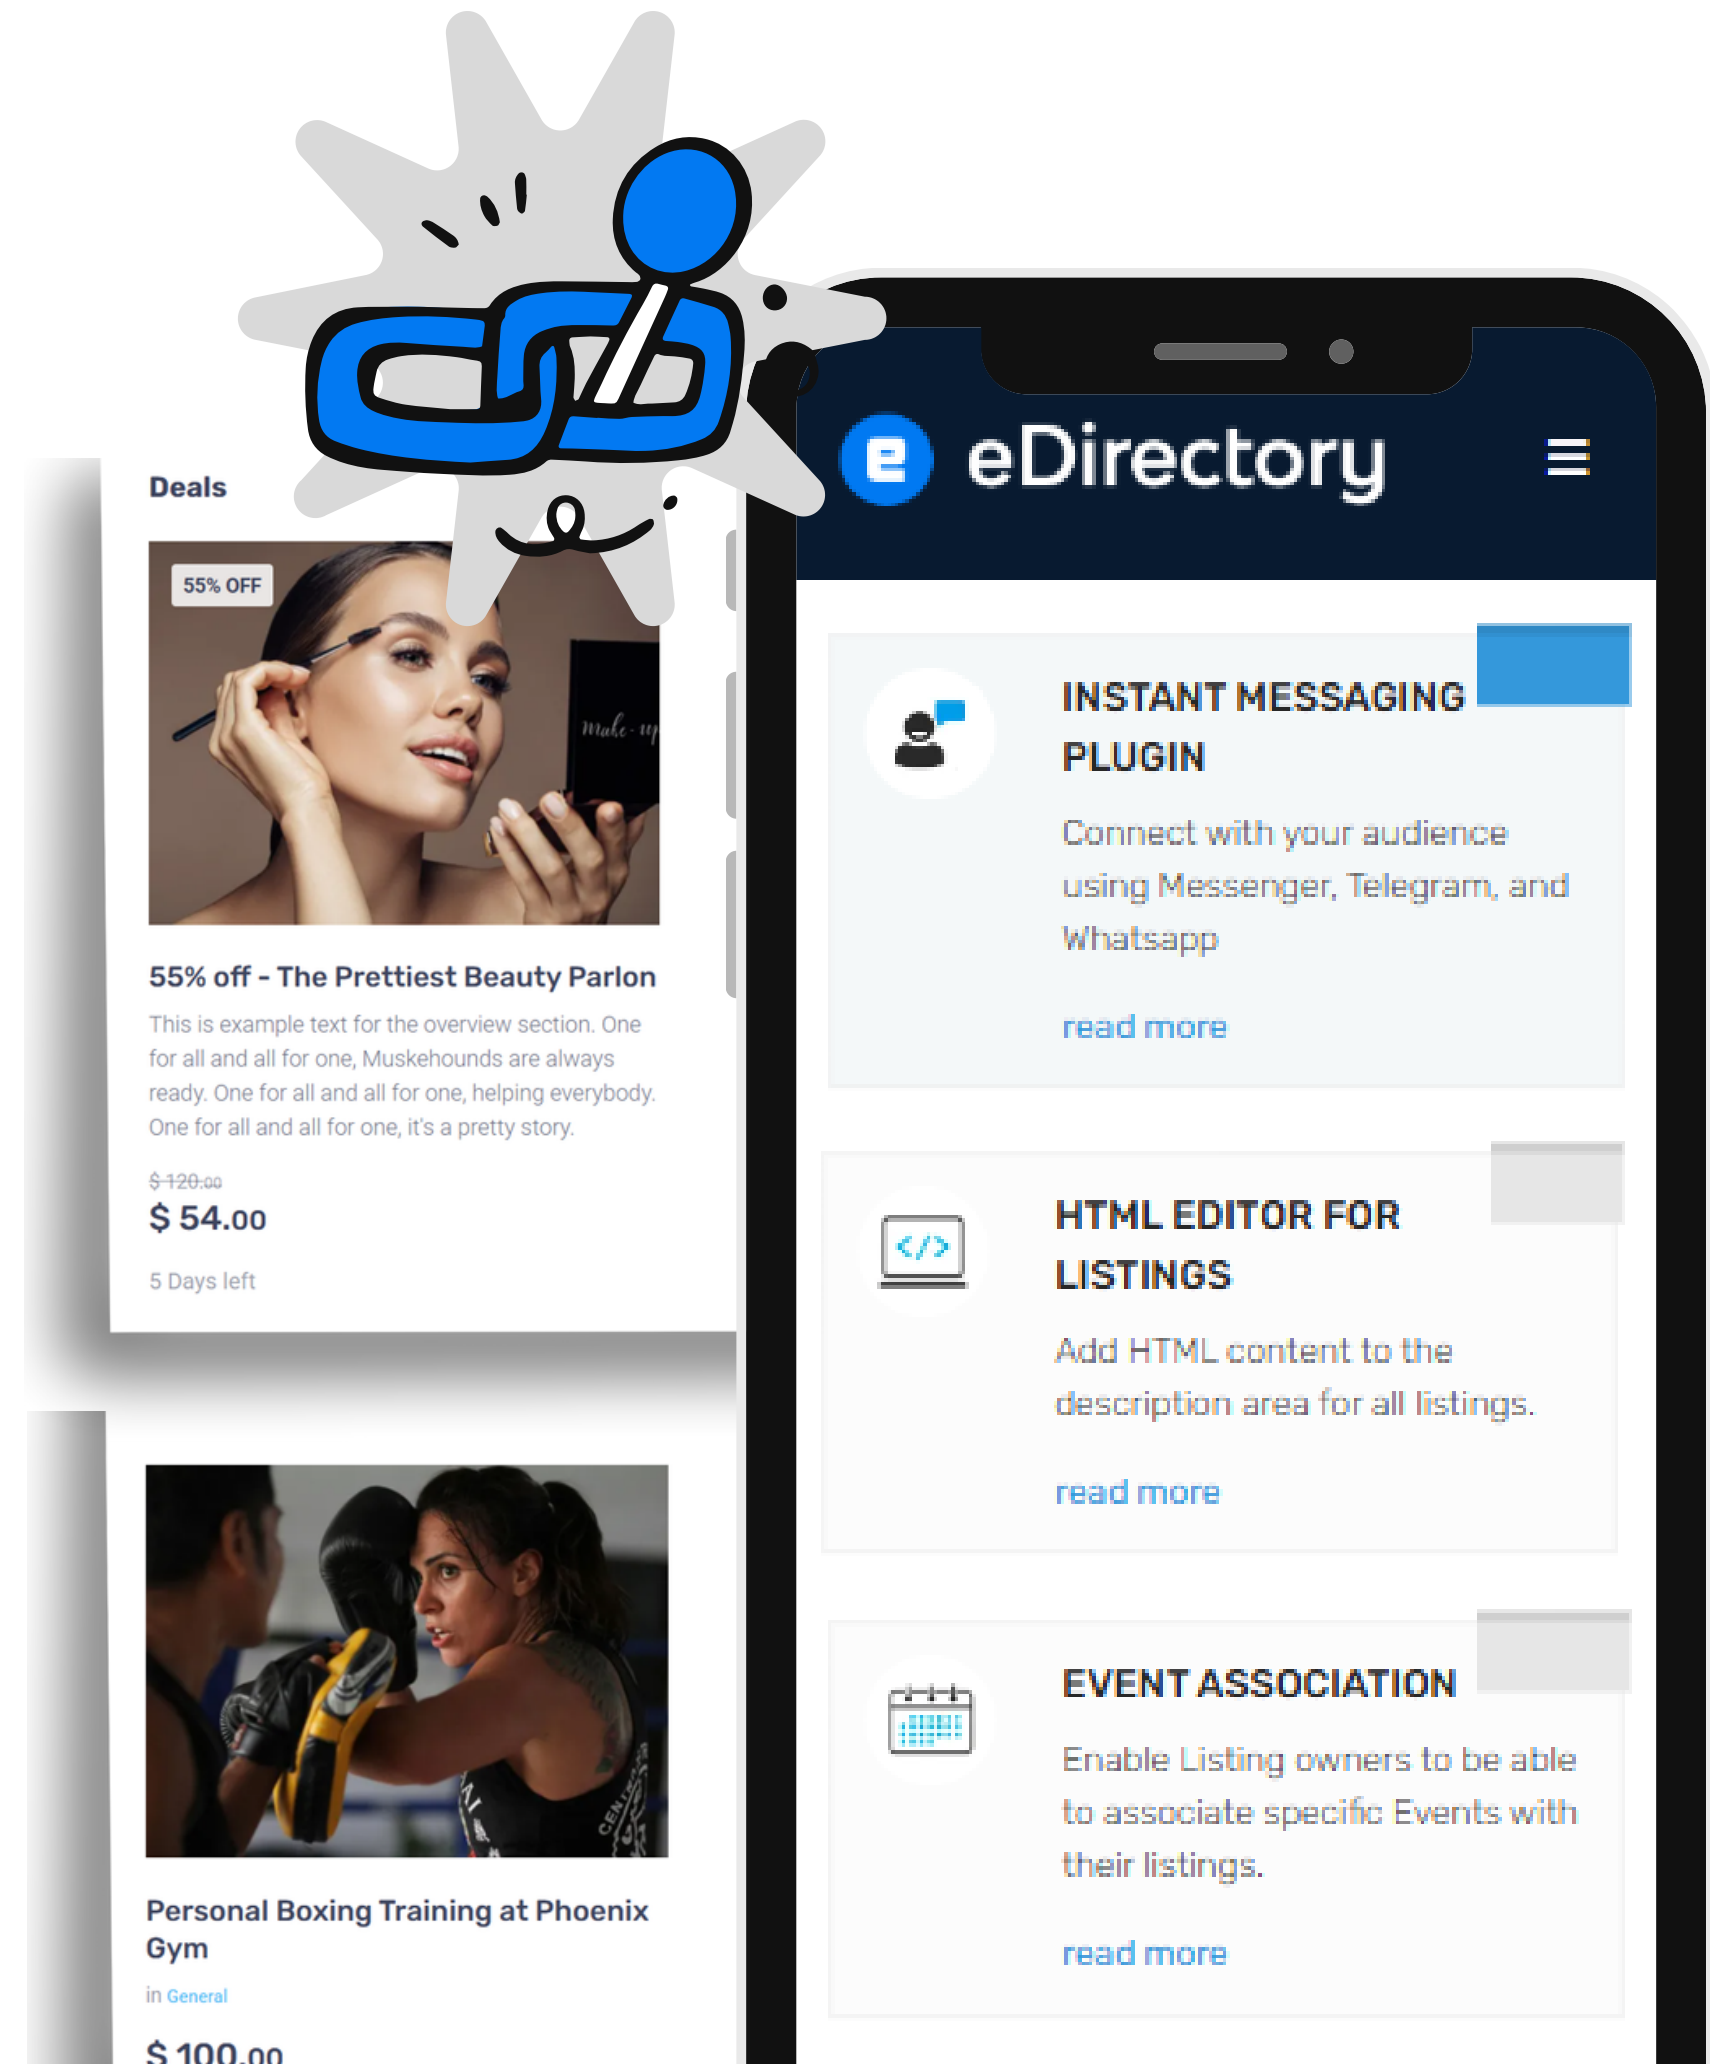 Deals
55% OFF
make-up
55% off - The Prettiest Beauty Parlon
This is example text for the overview section. One
for all and all for one, Muskehounds are always
ready. One for all and all for one, helping everybody.
One for all and all for one, it's a pretty story.
$ 120.00
$ 54.00
5 Days left
Personal Boxing Training at Phoenix
Gym
in General
$ 100.00
e eDirectory
INSTANT MESSAGING
PLUGIN
Connect with your audience
using Messenger, Telegram, and
Whatsapp
read more
</>
HTML EDITOR FOR
LISTINGS
Add HTML content to the
description area for all listings.
read more
EVENT ASSOCIATION
Enable Listing owners to be able
to associate specific Events with
their listings.
read more